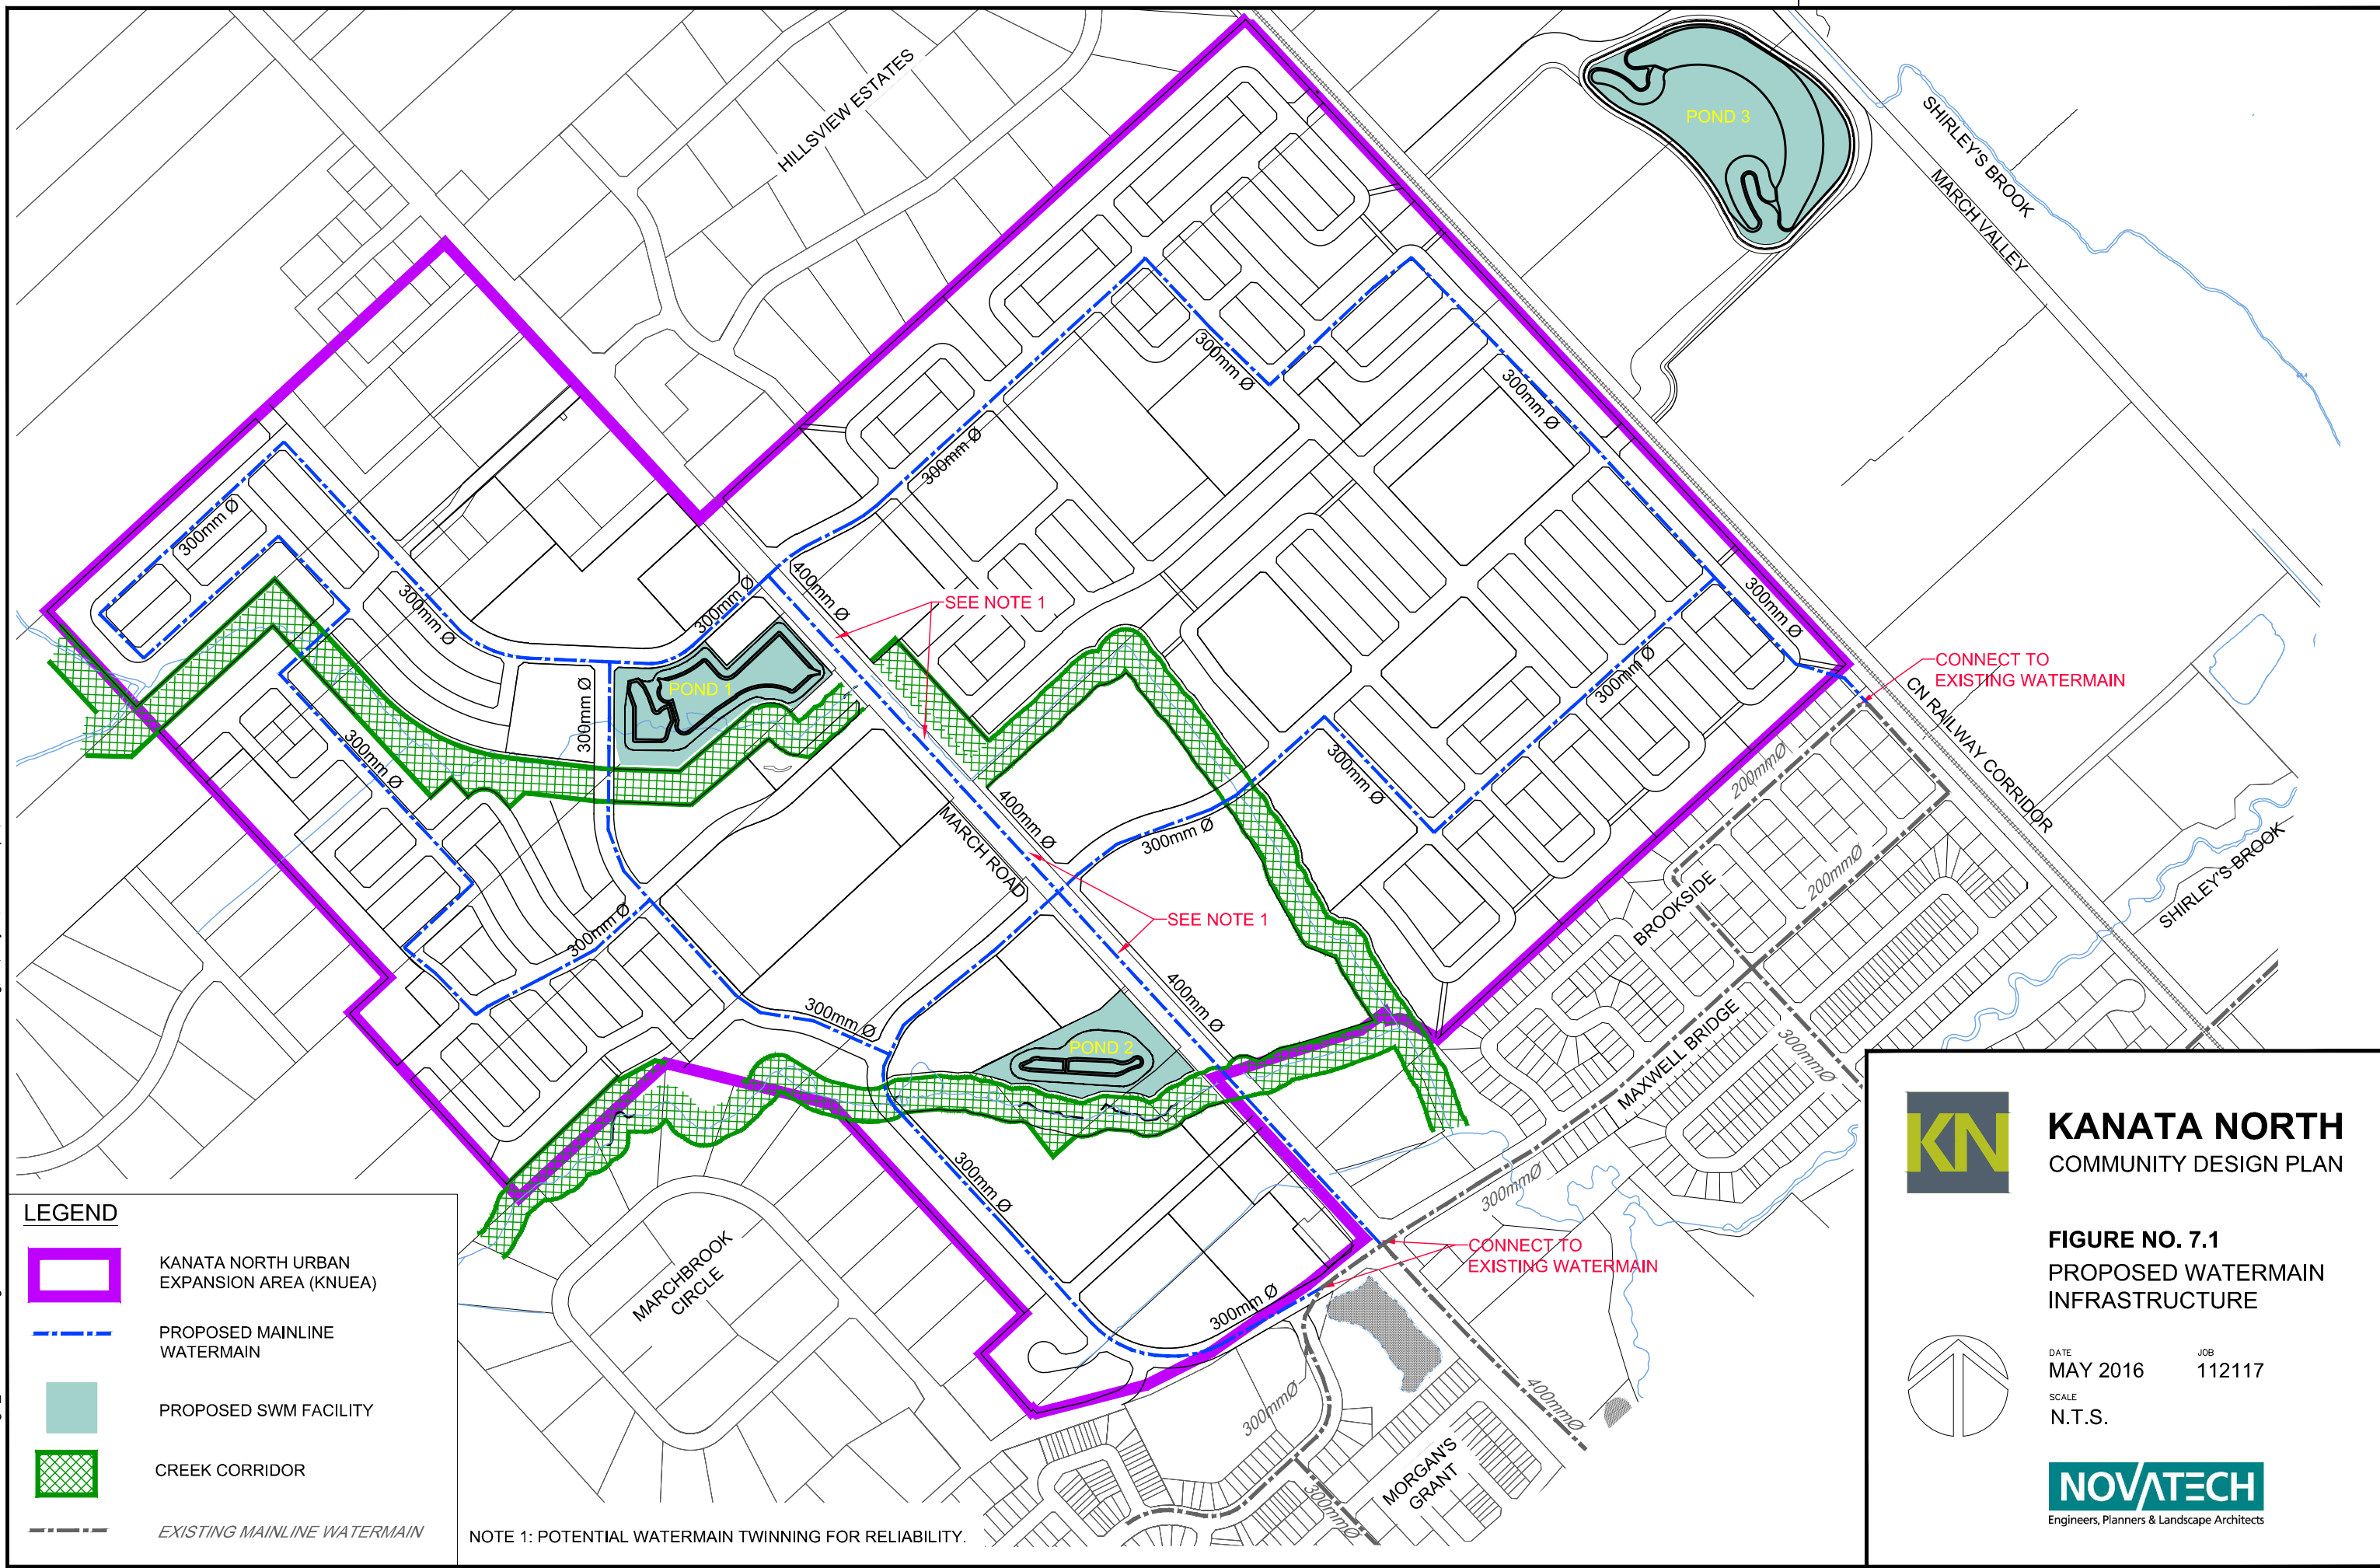 HILLSVIEW ESTATES
POND 3
SHIRLEY'S BROOK
MARCH VALLEY
300mm Ø
300mm Ø
300mm Ø
300mm Ø
300mm Ø
300mm Ø
400mm Ø
SEE NOTE 1
300mm Ø
300mm Ø
CONNECT TO
EXISTING WATERMAIN
CN RAILWAY CORRIDOR
POND 1
300mm Ø
300mm Ø
300mm Ø
200mmØ
MARCH ROAD
400mm Ø
300mm Ø
200mmØ
SHIRLEY'S BROOK
BROOKSIDE
SEE NOTE 1
300mm Ø
400mm Ø
300mm Ø
POND 2
MAXWELL BRIDGE
300mmØ
300mm Ø
300mmØ
CONNECT TO
EXISTING WATERMAIN
MARCHBROOK
CIRCLE
300mm Ø
300mmØ
400mmØ
MORGAN'S
GRANT
300mmØ
LEGEND
KANATA NORTH URBAN
EXPANSION AREA (KNUEA)
PROPOSED MAINLINE
WATERMAIN
PROPOSED SWM FACILITY
CREEK CORRIDOR
EXISTING MAINLINE WATERMAIN
NOTE 1: POTENTIAL WATERMAIN TWINNING FOR RELIABILITY.
KN
KANATA NORTH
COMMUNITY DESIGN PLAN
FIGURE NO. 7.1
PROPOSED WATERMAIN
INFRASTRUCTURE
DATE JOB
MAY 2016 112117
SCALE
N.T.S.
NOVATECH
Engineers, Planners & Landscape Architects